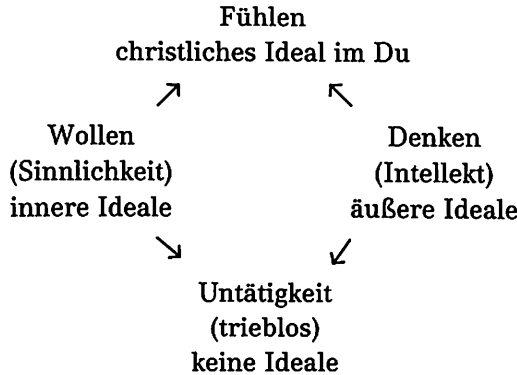 Fühlen
christliches Ideal im Du
Wollen
(Sinnlichkeit)
innere Ideale
Denken
(Intellekt)
äußere Ideale
Untätigkeit
(trieblos)
keine Ideale